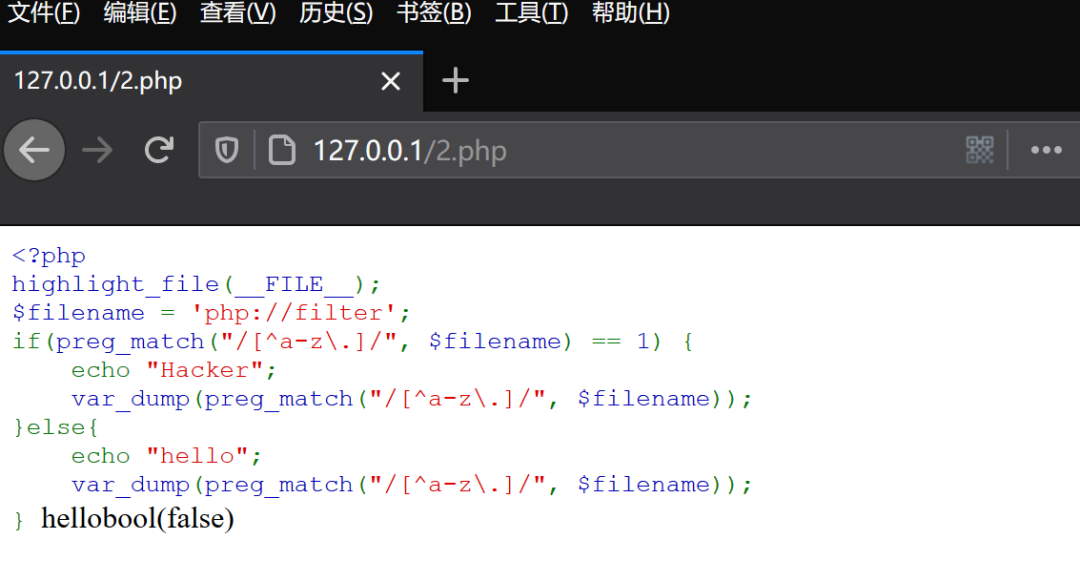 文件(F) 编辑(E) 查看(V) 历史(S) 书签(B) 工具(T) 帮助(H)
127.0.0.1/2.php
127.0.0.1/2.php
<?php
highlight_file(__FILE__);
$filename = 'php://filter';
if(preg_match("/[^a-z\.]/", $filename) == 1) {
    echo "Hacker";
    var_dump(preg_match("/[^a-z\.]/", $filename));
}else{
    echo "hello";
    var_dump(preg_match("/[^a-z\.]/", $filename));
} hellobool(false)